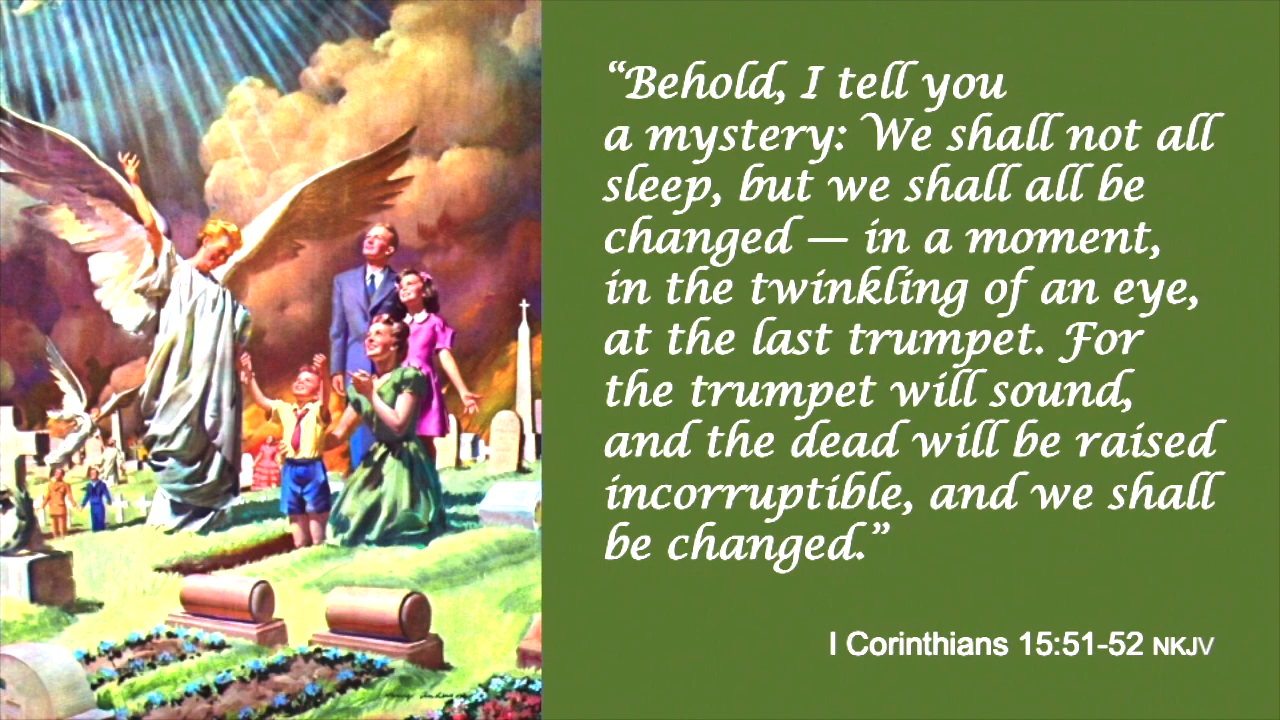 “Behold, I tell you
a mystery: We shall not all
sleep, but we shall all be
changed — in a moment,
in the twinkling of an eye,
at the last trumpet. For
the trumpet will sound,
and the dead will be raised
incorruptible, and we shall
be changed.”
I Corinthians 15:51-52 NKJV